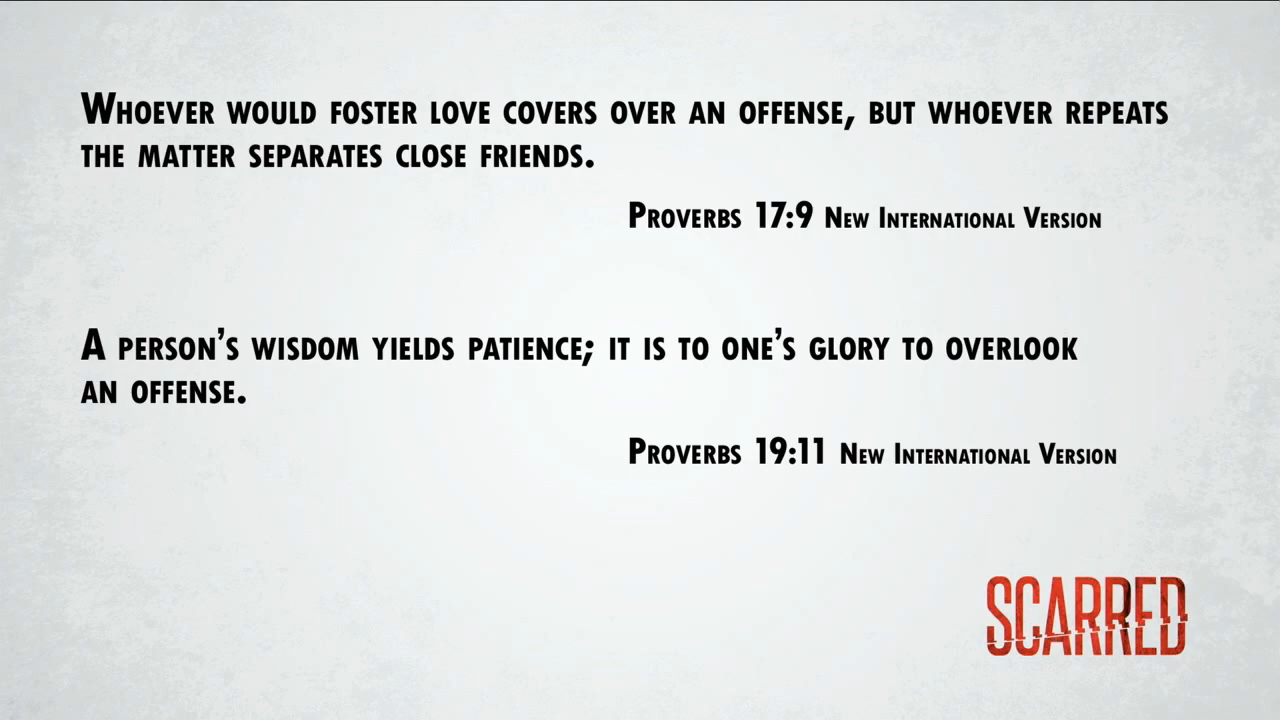 Whoever would foster love covers over an offense, but whoever repeats
the matter separates close friends.
Proverbs 17:9 New International Version
A person’s wisdom yields patience; it is to one’s glory to overlook
an offense.
Proverbs 19:11 New International Version
SCARRED